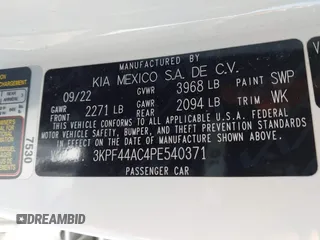 MANUFACTURED BY
KIA MEXICO S.A. DE C.V.
09/22 GVWR 3968 LB PAINT SWP
GAWR FRONT 2271 LB GAWR REAR 2094 LB TRIM WK
THIS VEHICLE CONFORMS TO ALL APPLICABLE U.S.A. FEDERAL
MOTOR VEHICLE SAFETY, BUMPER, AND THEFT PREVENTION STANDARDS
IN EFFECT ON THE DATE OF MANUFACTURE SHOWN ABOVE.
3KPF44AC4PE540371
PASSENGER CAR
7530
DREAMBID